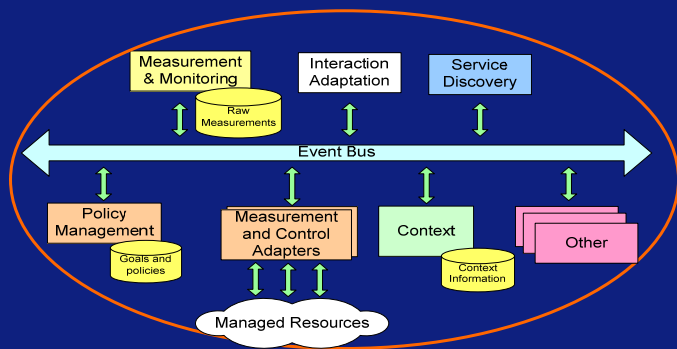 Measurement
& Monitoring
Raw
Measurements
Interaction
Adaptation
Service
Discovery
Event Bus
Policy
Management
Goals and
policies
Measurement
and Control
Adapters
Context
Context
Information
Other
Managed Resources